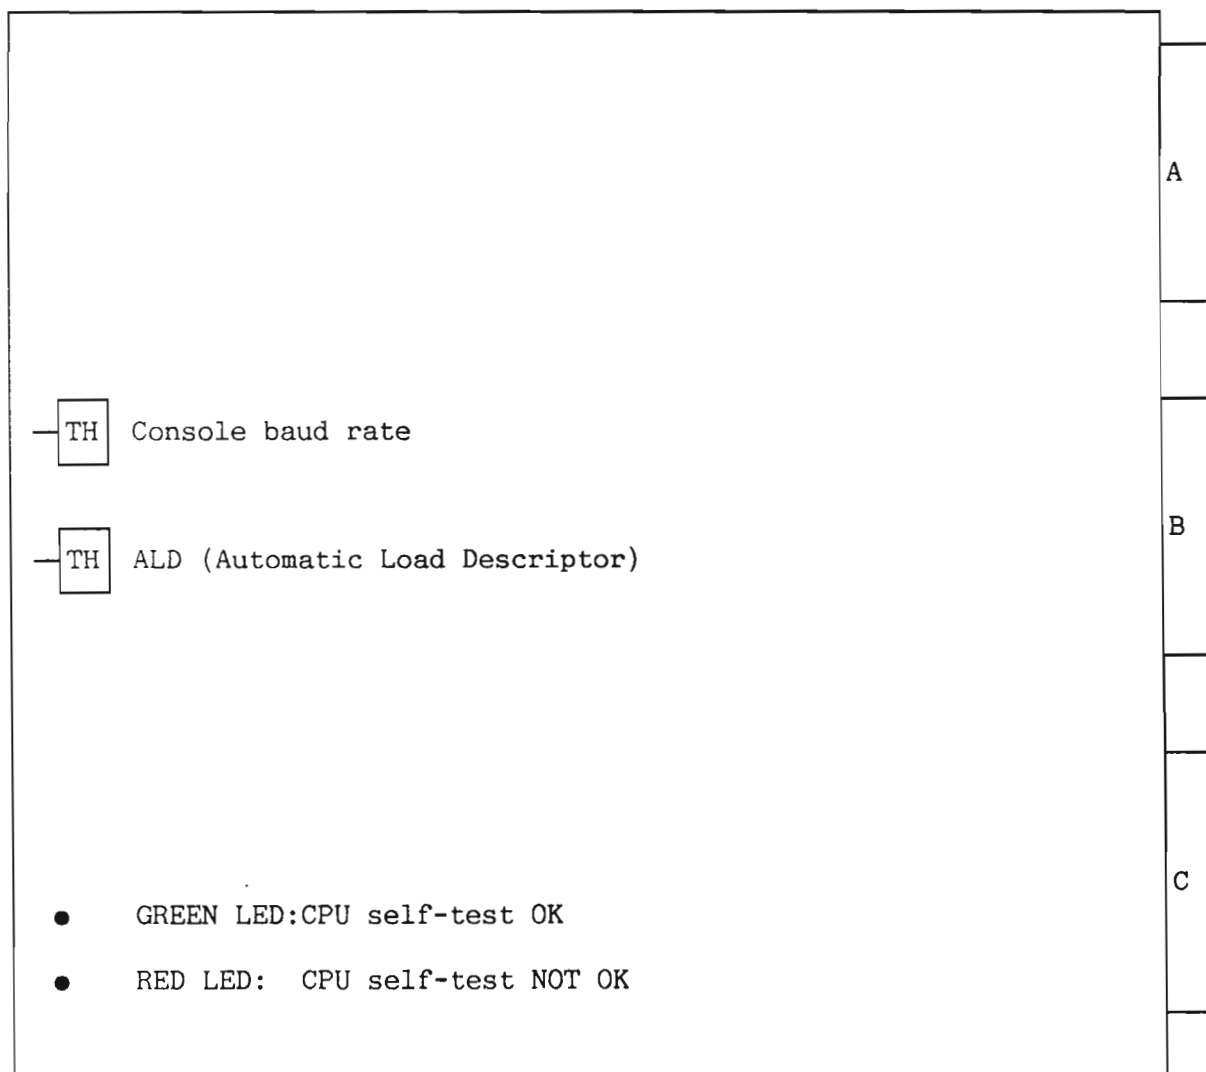 A
TH Console baud rate
B
TH ALD (Automatic Load Descriptor)
C
GREEN LED:CPU self-test OK
RED LED: CPU self-test NOT OK